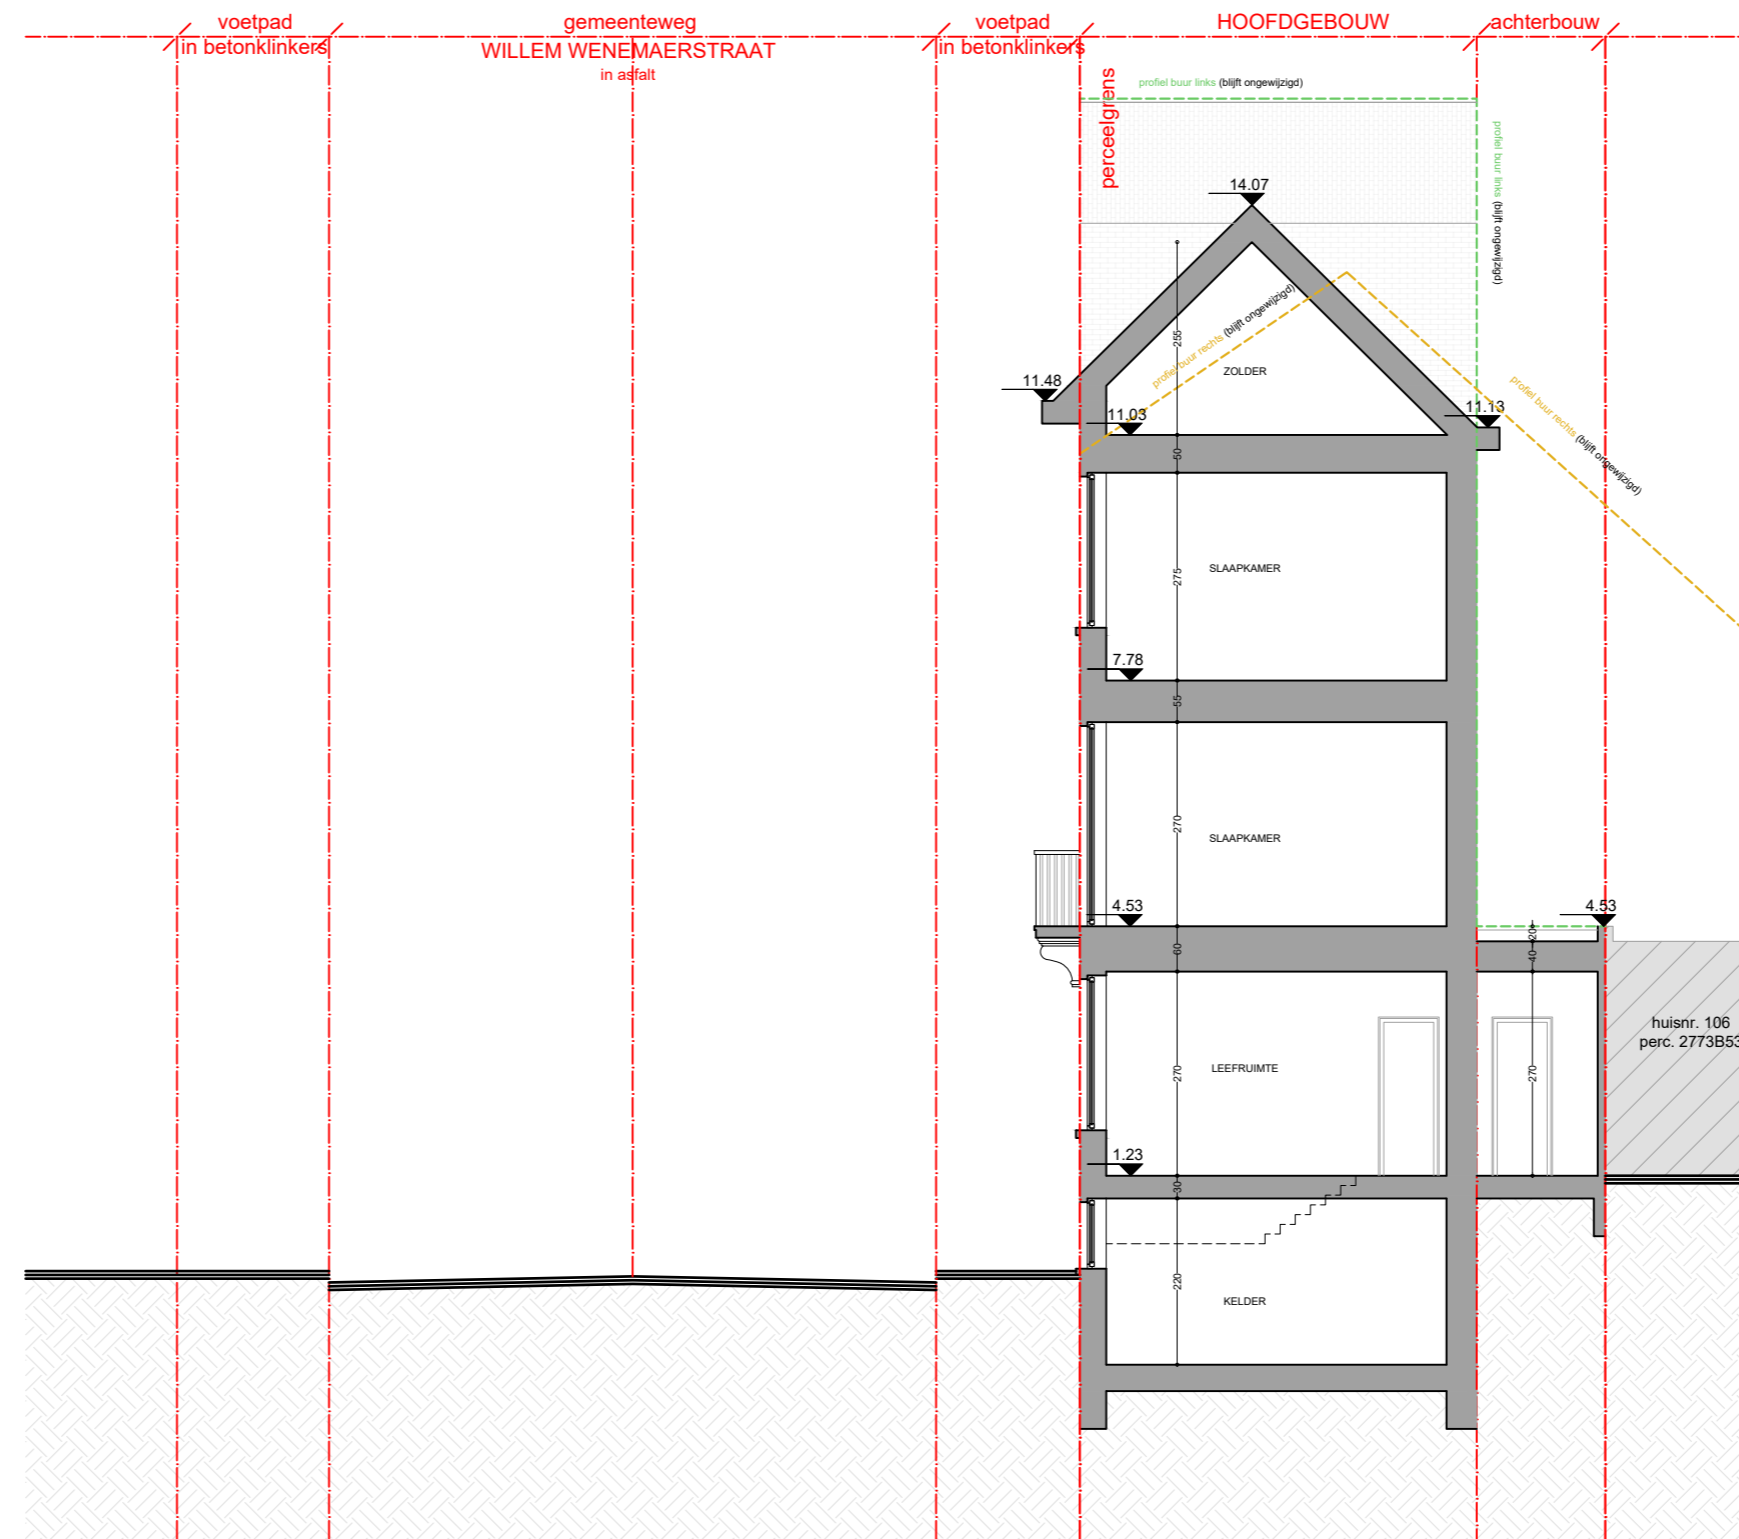 voetpad
in betonklinkers
gemeenteweg
WILLEM WENEMAERSTRAAT
in asfalt
voetpad
in betonklinkers
HOOFDGEBOUW
achterbouw
perceelgrens
profiel buur links (blijft ongewijzigd)
profiel buur links (blijft ongewijzigd)
14.07
255
profiel buur rechts (blijft ongewijzigd)
ZOLDER
profiel buur rechts (blijft ongewijzigd)
11.48
11.03
11.13
50
275
SLAAPKAMER
7.78
55
270
SLAAPKAMER
4.53
4.53
60
20
40
huisnr. 106
perc. 2773B53
270
LEEFRUIMTE
270
1.23
30
220
KELDER